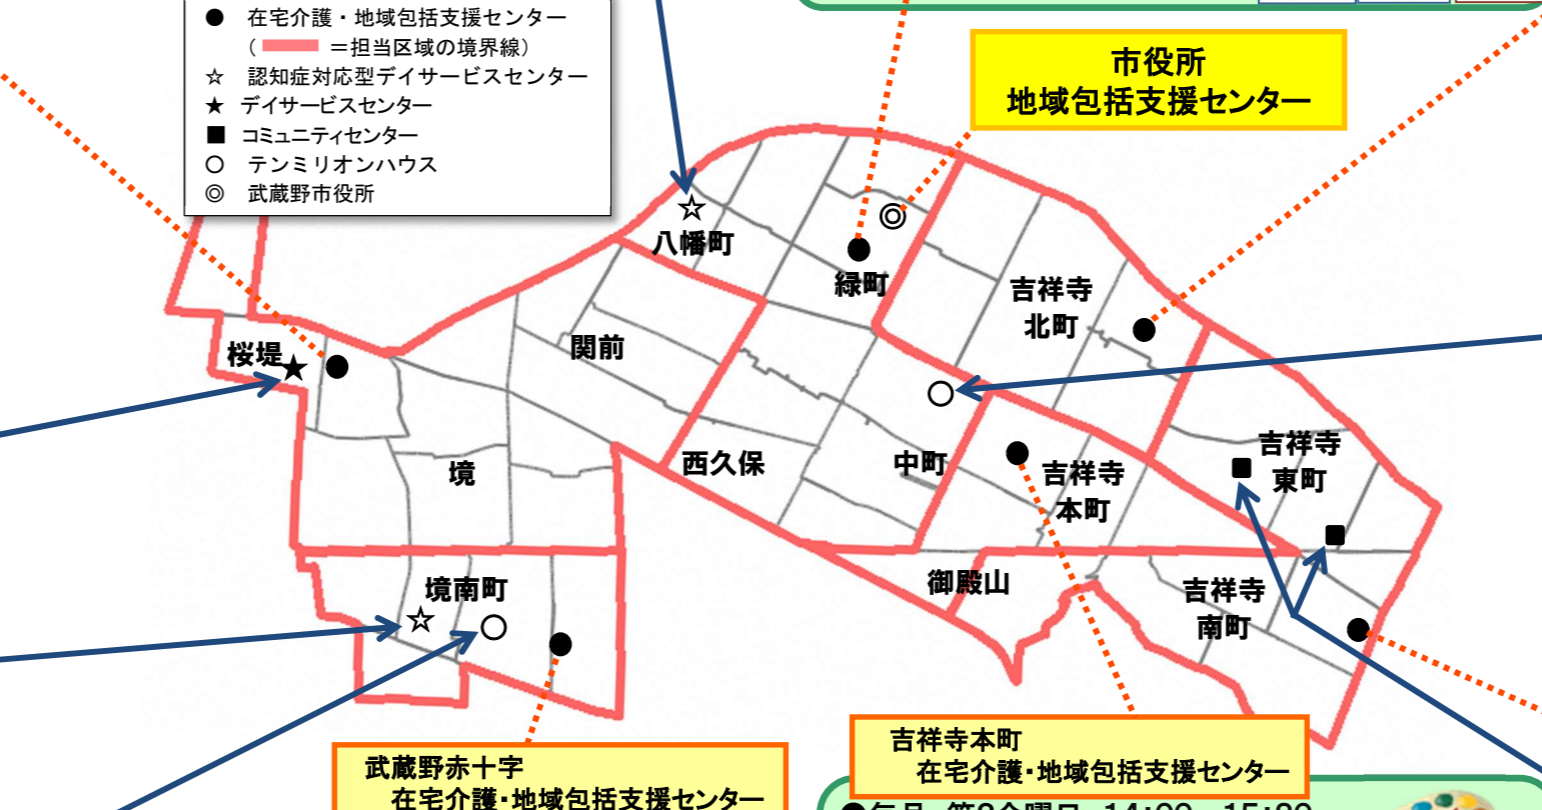 ● 在宅介護・地域包括支援センター
（ ＝担当区域の境界線）
☆ 認知症対応型デイサービスセンター
★ デイサービスセンター
■ コミュニティセンター
○ テンミリオンハウス
◎ 武蔵野市役所
市役所
地域包括支援センター
八幡町
緑町
吉祥寺
北町
関前
桜堤
境
西久保
中町
吉祥寺
本町
吉祥寺
東町
境南町
御殿山
吉祥寺
南町
武蔵野赤十字
在宅介護・地域包括支援センター
吉祥寺本町
在宅介護・地域包括支援センター